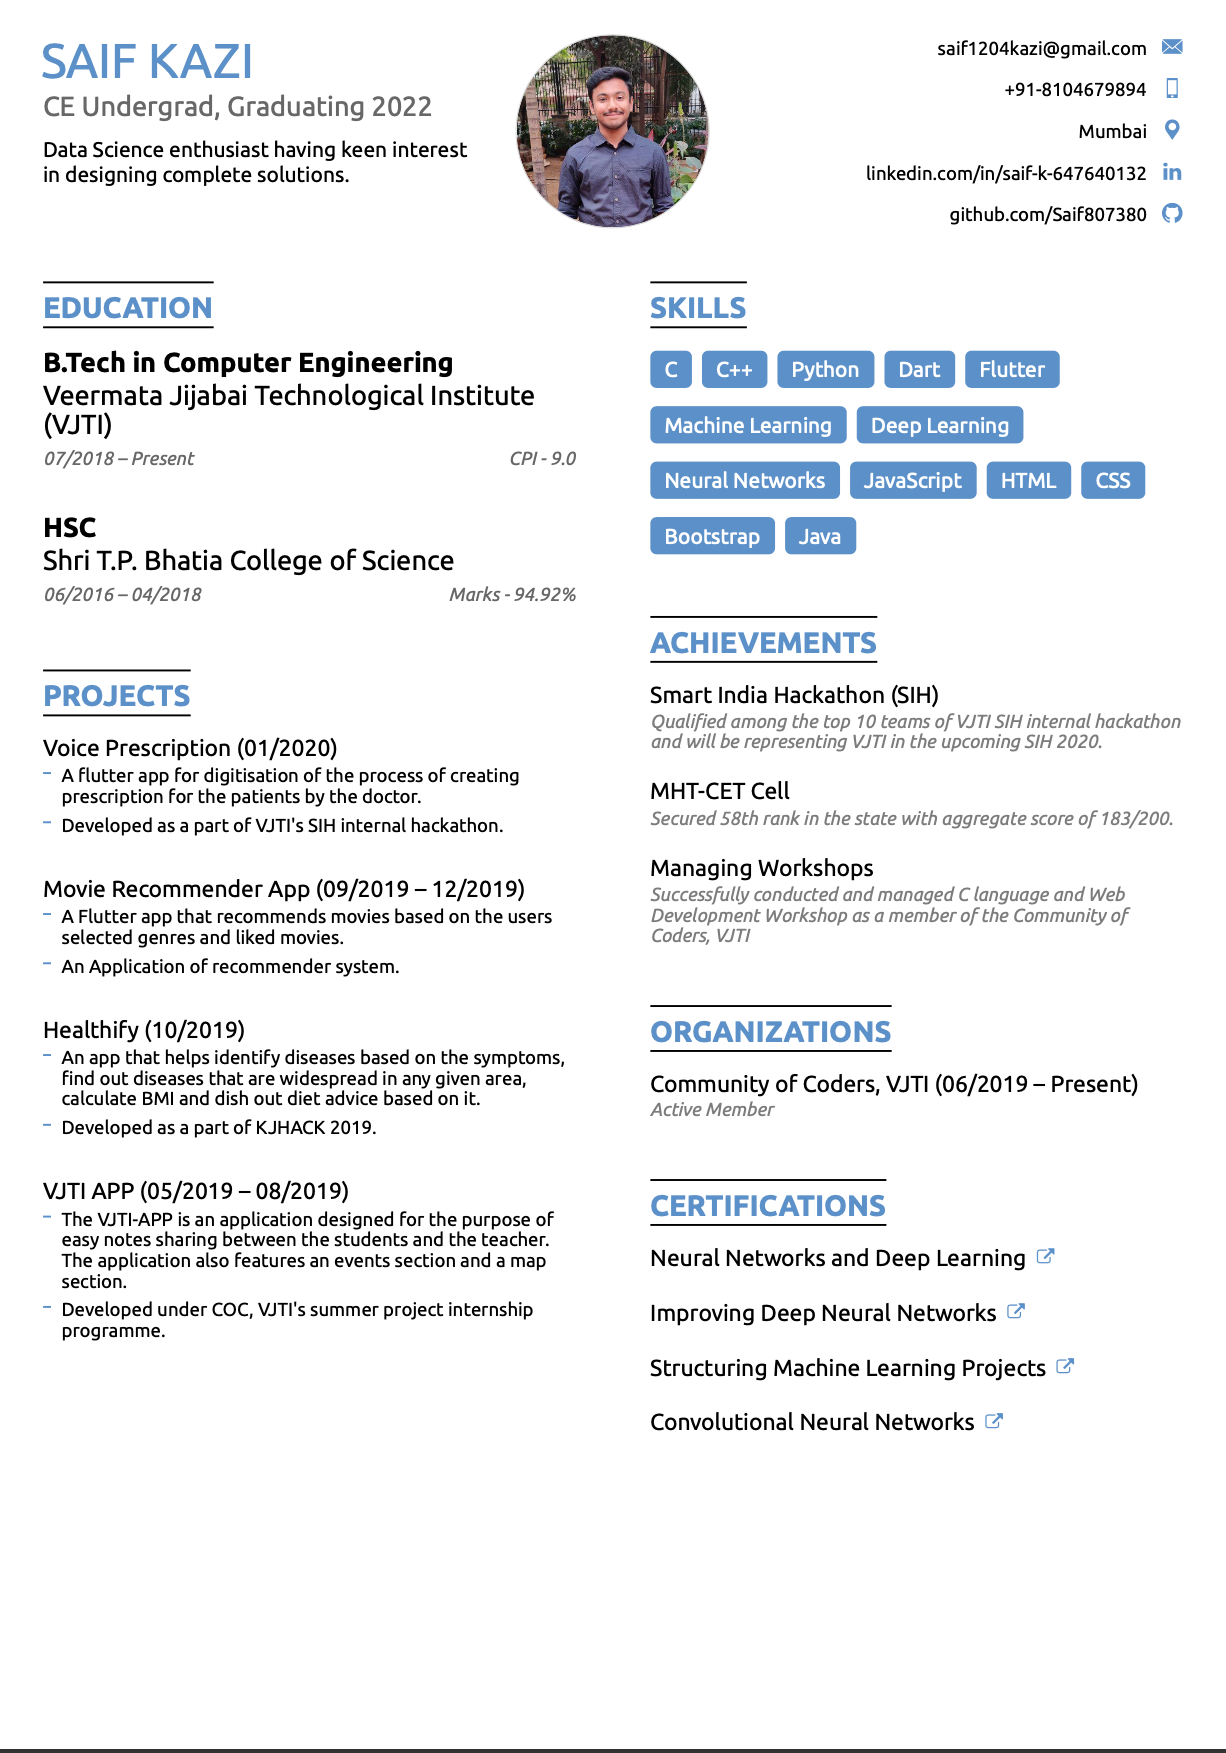 SAIF KAZI
CE Undergrad, Graduating 2022
Data Science enthusiast having keen interest
in designing complete solutions.
saif1204kazi@gmail.com
+91-8104679894
Mumbai
linkedin.com/in/saif-k-647640132
github.com/Saif807380
EDUCATION
B.Tech in Computer Engineering
Veermata Jijabai Technological Institute
(VJTI)
07/2018 – Present CPI - 9.0
HSC
Shri T.P. Bhatia College of Science
06/2016 – 04/2018 Marks - 94.92%
PROJECTS
Voice Prescription (01/2020)
– A flutter app for digitisation of the process of creating
prescription for the patients by the doctor.
– Developed as a part of VJTI's SIH internal hackathon.
Movie Recommender App (09/2019 – 12/2019)
– A Flutter app that recommends movies based on the users
selected genres and liked movies.
– An Application of recommender system.
Healthify (10/2019)
– An app that helps identify diseases based on the symptoms,
find out diseases that are widespread in any given area,
calculate BMI and dish out diet advice based on it.
– Developed as a part of KJHACK 2019.
VJTI APP (05/2019 – 08/2019)
– The VJTI-APP is an application designed for the purpose of
easy notes sharing between the students and the teacher.
The application also features an events section and a map
section.
– Developed under COC, VJTI's summer project internship
programme.
SKILLS
C C++ Python Dart Flutter
Machine Learning Deep Learning
Neural Networks JavaScript HTML CSS
Bootstrap Java
ACHIEVEMENTS
Smart India Hackathon (SIH)
Qualified among the top 10 teams of VJTI SIH internal hackathon
and will be representing VJTI in the upcoming SIH 2020.
MHT-CET Cell
Secured 58th rank in the state with aggregate score of 183/200.
Managing Workshops
Successfully conducted and managed C language and Web
Development Workshop as a member of the Community of
Coders, VJTI
ORGANIZATIONS
Community of Coders, VJTI (06/2019 – Present)
Active Member
CERTIFICATIONS
Neural Networks and Deep Learning
Improving Deep Neural Networks
Structuring Machine Learning Projects
Convolutional Neural Networks